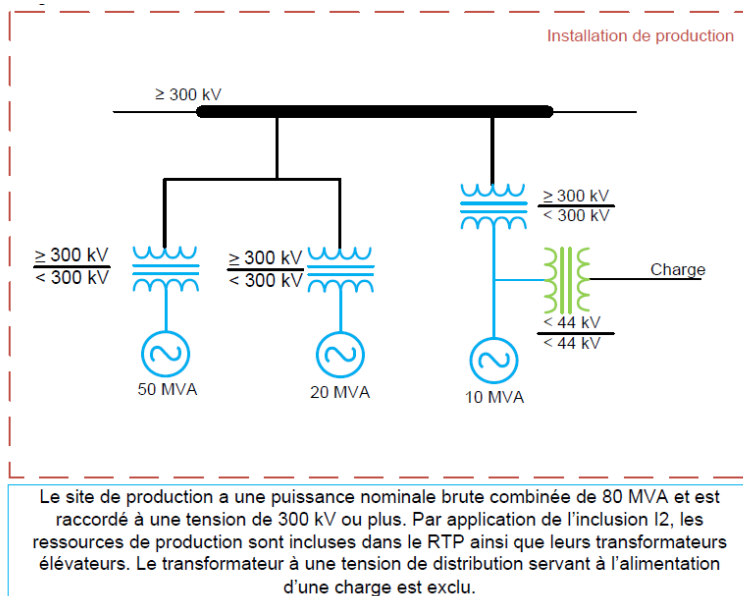 Installation de production
≥ 300 kV
≥ 300 kV
< 300 kV
≥ 300 kV
< 300 kV
≥ 300 kV
< 300 kV
Charge
< 44 kV
< 44 kV
50 MVA
20 MVA
10 MVA
Le site de production a une puissance nominale brute combinée de 80 MVA et est
raccordé à une tension de 300 kV ou plus. Par application de l'inclusion I2, les
ressources de production sont incluses dans le RTP ainsi que leurs transformateurs
élévateurs. Le transformateur à une tension de distribution servant à l'alimentation
d'une charge est exclu.